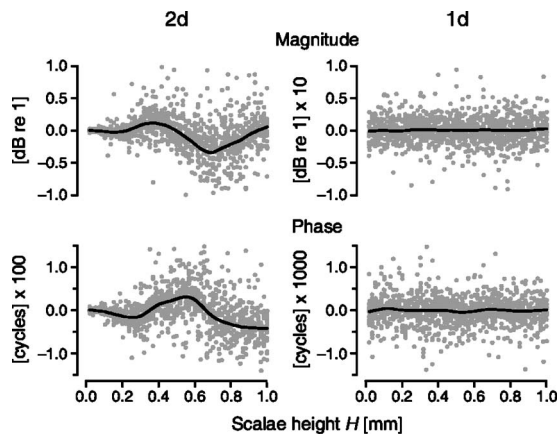 2d 1d
Magnitude
[dB re 1] 1.0 0.5 0.0 −0.5 −1.0
[dB re 1] x 10 1.0 0.5 0.0 −0.5 −1.0
Phase
[cycles] x 100 1.0 0.0 −1.0
[cycles] x 1000 1.0 0.0 −1.0
0.0 0.2 0.4 0.6 0.8 1.0 0.0 0.2 0.4 0.6 0.8 1.0
Scalae height H [mm]